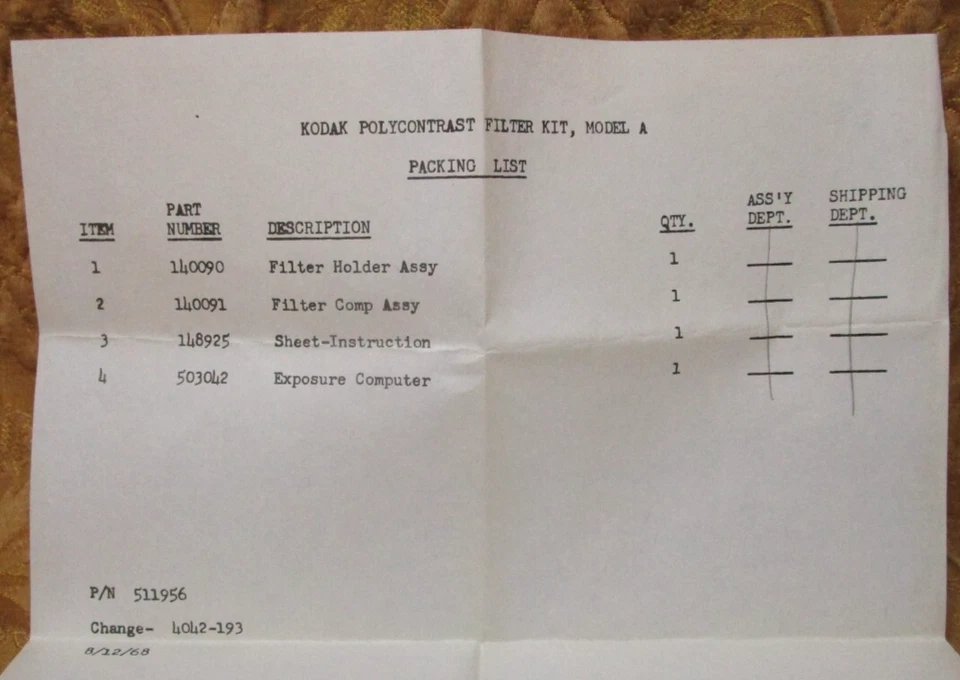 KODAK POLYCONTRAST FILTER KIT, MODEL A
PACKING LIST
ITEM PART NUMBER DESCRIPTION QTY. ASS'Y DEPT. SHIPPING DEPT.
1 140090 Filter Holder Assy 1
2 140091 Filter Comp Assy 1
3 148925 Sheet-Instruction 1
4 503042 Exposure Computer 1
P/N 511956
Change- 4042-193
8/22/68